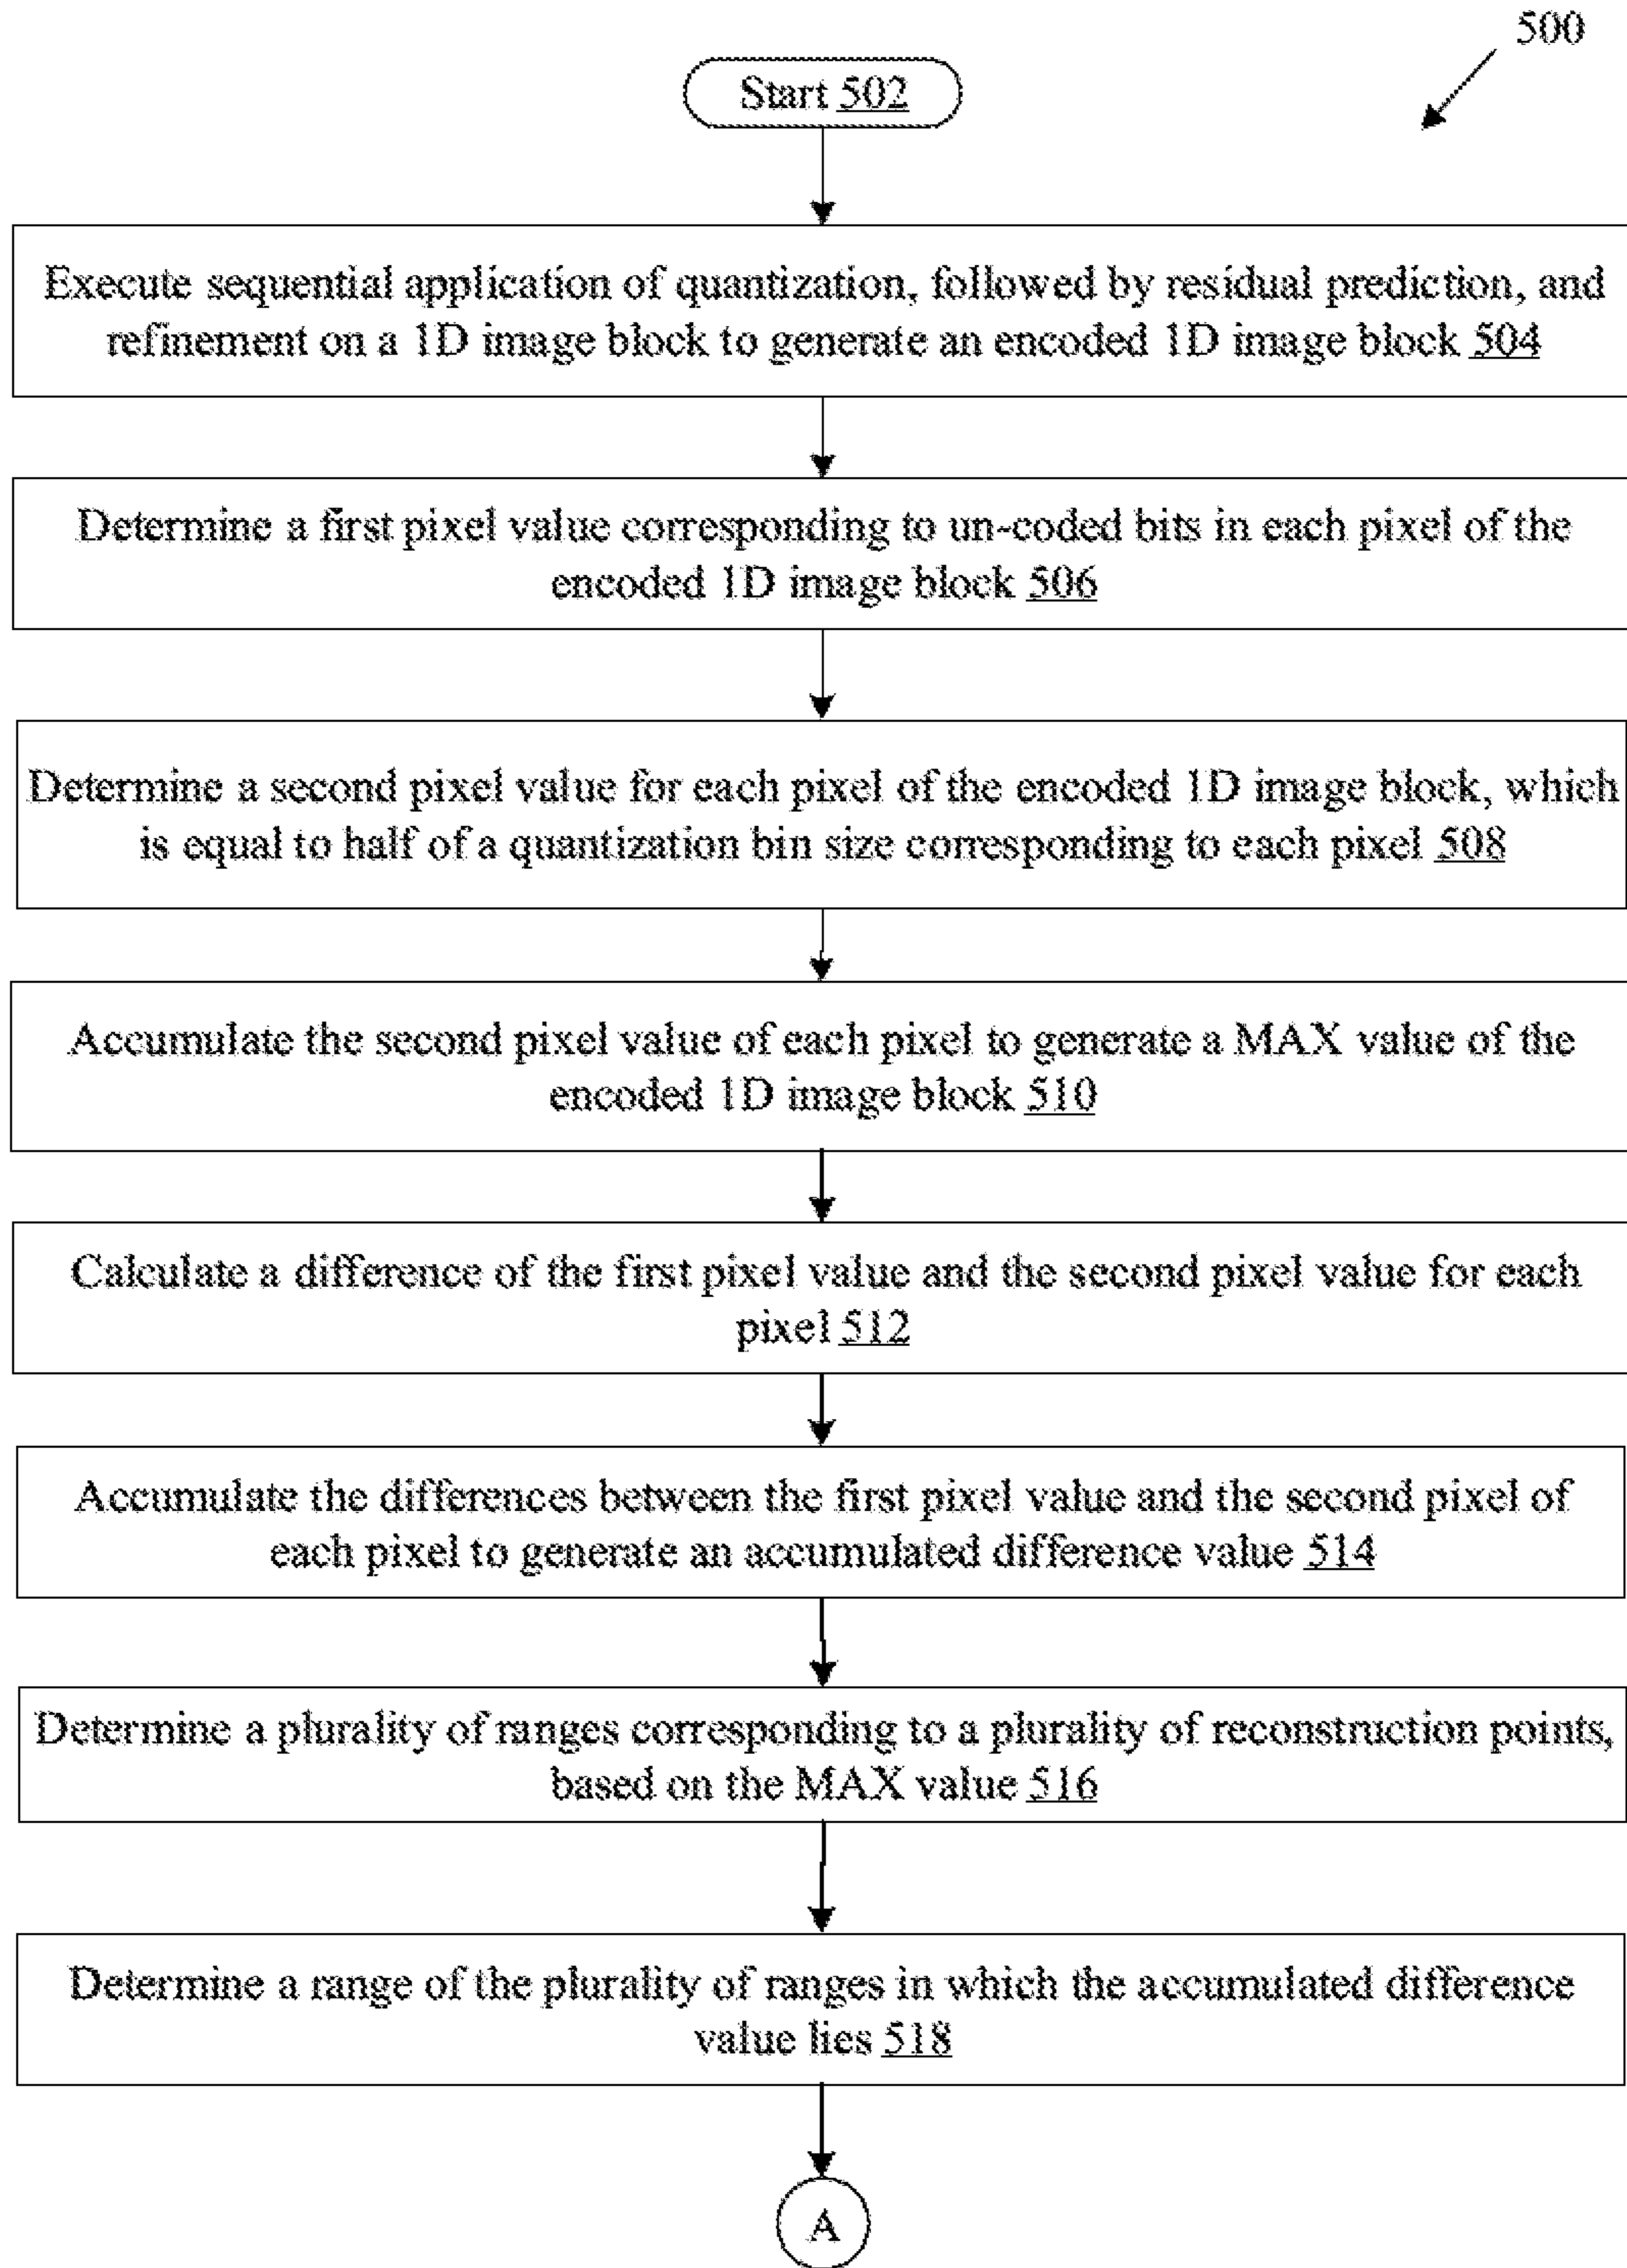 500
Start 502
Execute sequential application of quantization, followed by residual prediction, and
refinement on a 1D image block to generate an encoded 1D image block 504
Determine a first pixel value corresponding to un-coded bits in each pixel of the
encoded 1D image block 506
Determine a second pixel value for each pixel of the encoded 1D image block, which
is equal to half of a quantization bin size corresponding to each pixel 508
Accumulate the second pixel value of each pixel to generate a MAX value of the
encoded 1D image block 510
Calculate a difference of the first pixel value and the second pixel value for each
pixel 512
Accumulate the differences between the first pixel value and the second pixel of
each pixel to generate an accumulated difference value 514
Determine a plurality of ranges corresponding to a plurality of reconstruction points,
based on the MAX value 516
Determine a range of the plurality of ranges in which the accumulated difference
value lies 518
A